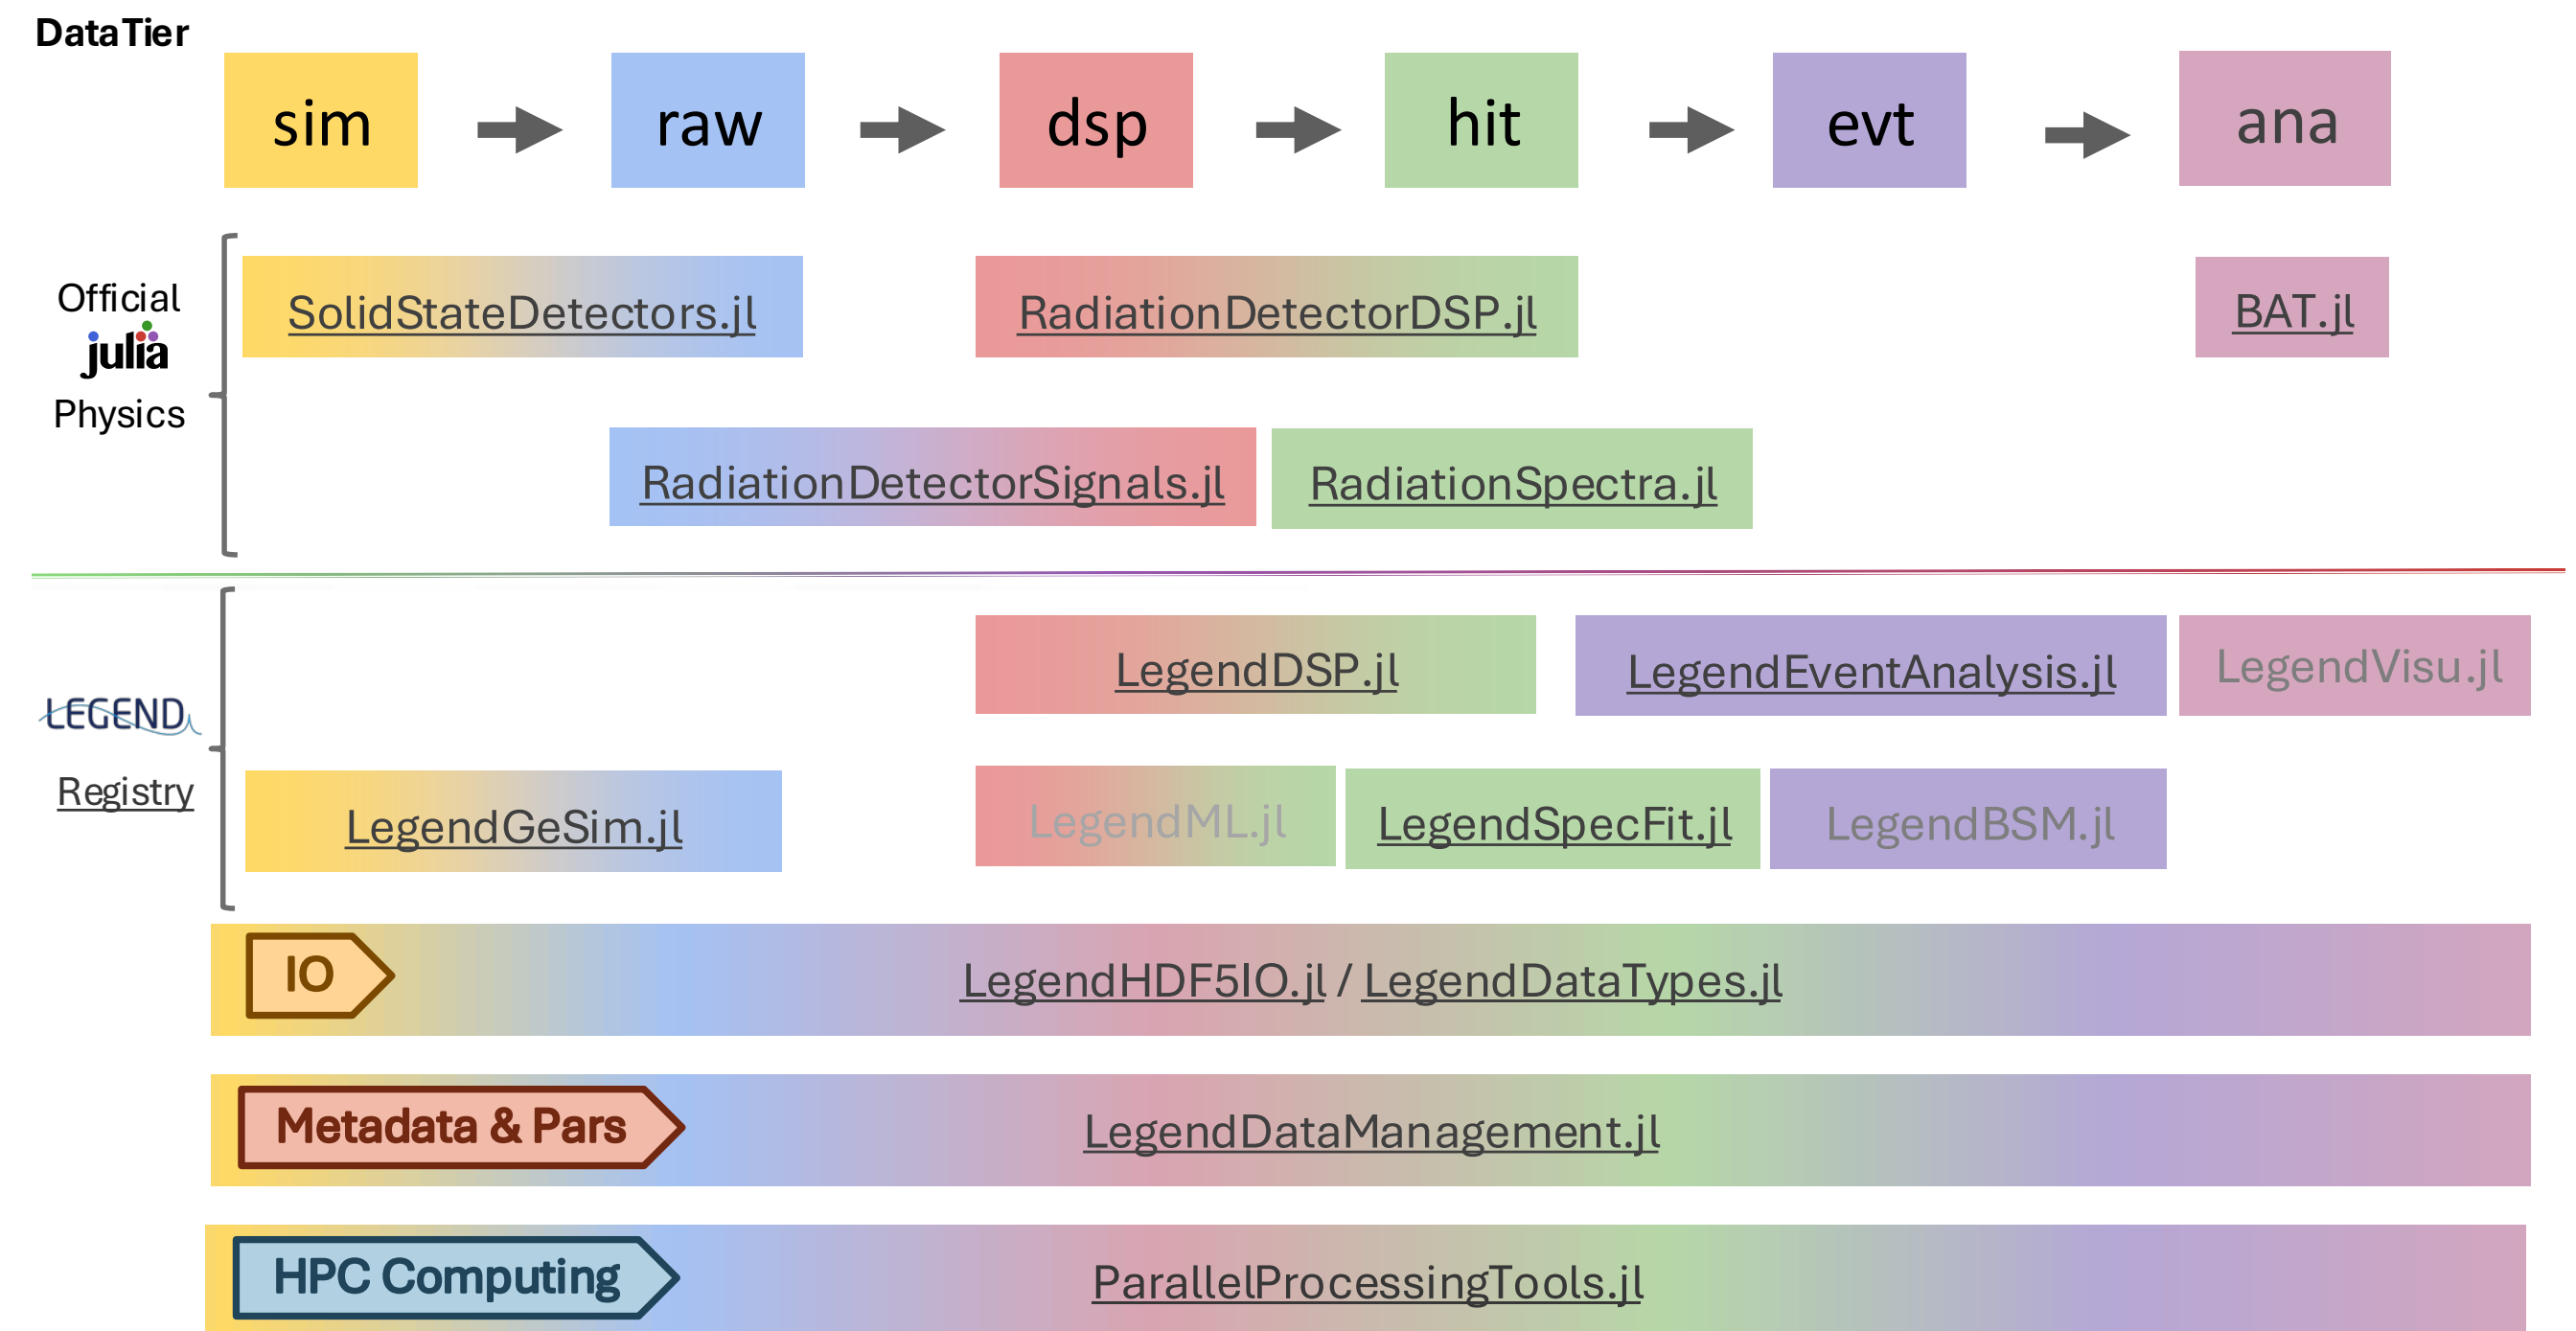 DataTier
sim
raw
dsp
hit
evt
ana
Official
julia
Physics
SolidStateDetectors.jl
RadiationDetectorDSP.jl
BAT.jl
RadiationDetectorSignals.jl
RadiationSpectra.jl
LEGEND
Registry
LegendDSP.jl
LegendEventAnalysis.jl
LegendVisu.jl
LegendGeSim.jl
LegendML.jl
LegendSpecFit.jl
LegendBSM.jl
IO
LegendHDF5IO.jl / LegendDataTypes.jl
Metadata & Pars
LegendDataManagement.jl
HPC Computing
ParallelProcessingTools.jl